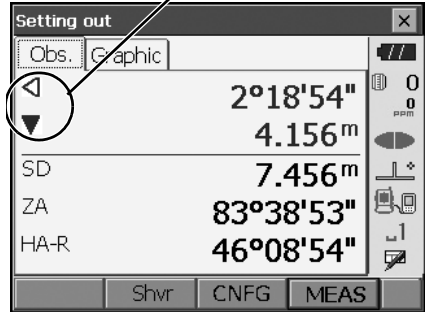 Setting out
Obs. Graphic
2°18'54"
4.156m
SD 7.456m
ZA 83°38'53"
HA-R 46°08'54"
0
0
ppm
1
Shvr CNFG MEAS